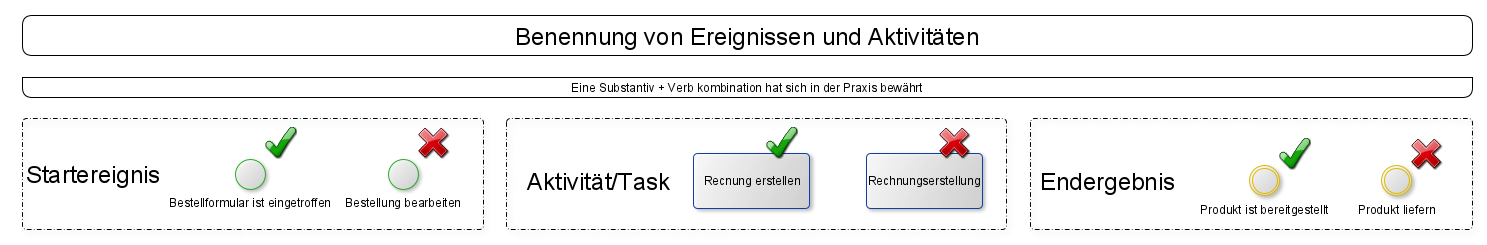 Benennung von Ereignissen und Aktivitäten
Eine Substantiv + Verb kombination hat sich in der Praxis bewährt
Startereignis
Bestellformular ist eingetroffen
Bestellung bearbeiten
Aktivität/Task
Recnung erstellen
Rechnungserstellung
Endergebnis
Produkt ist bereitgestellt
Produkt liefern